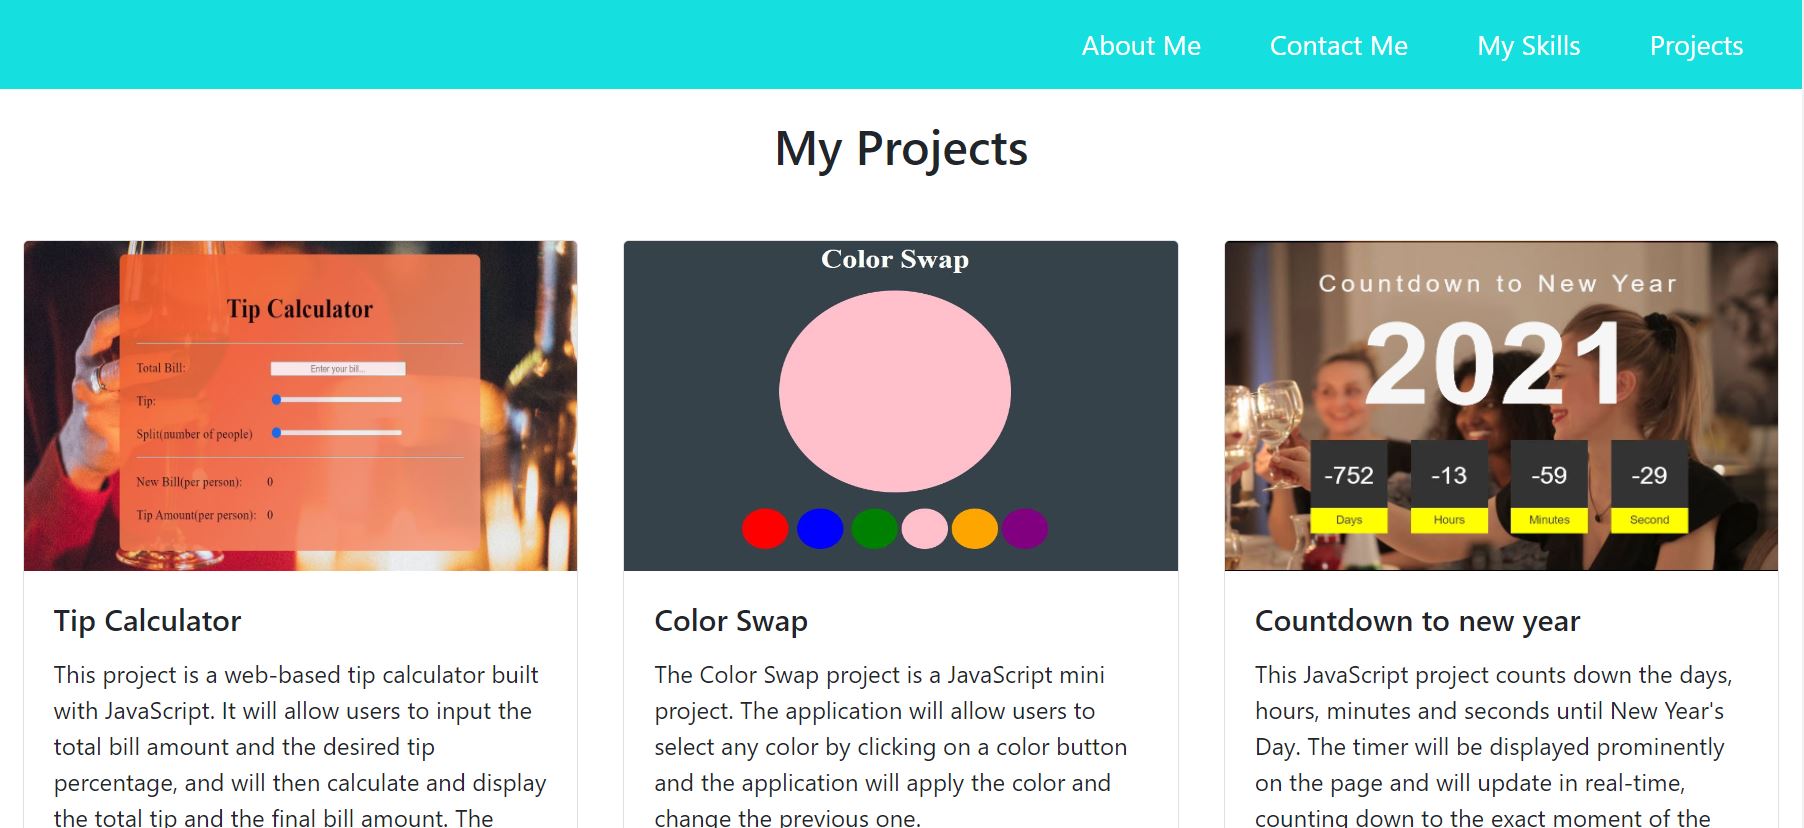 About Me Contact Me My Skills Projects
My Projects
Tip Calculator
Total Bill: Enter your bill...
Tip:
Split(number of people)
New Bill(per person): 0
Tip Amount(per person): 0
Color Swap
Countdown to New Year
2021
-752 -13 -59 -29
Days Hours Minutes Second
Tip Calculator
This project is a web-based tip calculator built
with JavaScript. It will allow users to input the
total bill amount and the desired tip
percentage, and will then calculate and display
the total tip and the final bill amount. The
Color Swap
The Color Swap project is a JavaScript mini
project. The application will allow users to
select any color by clicking on a color button
and the application will apply the color and
change the previous one.
Countdown to new year
This JavaScript project counts down the days,
hours, minutes and seconds until New Year's
Day. The timer will be displayed prominently
on the page and will update in real-time,
counting down to the exact moment of the